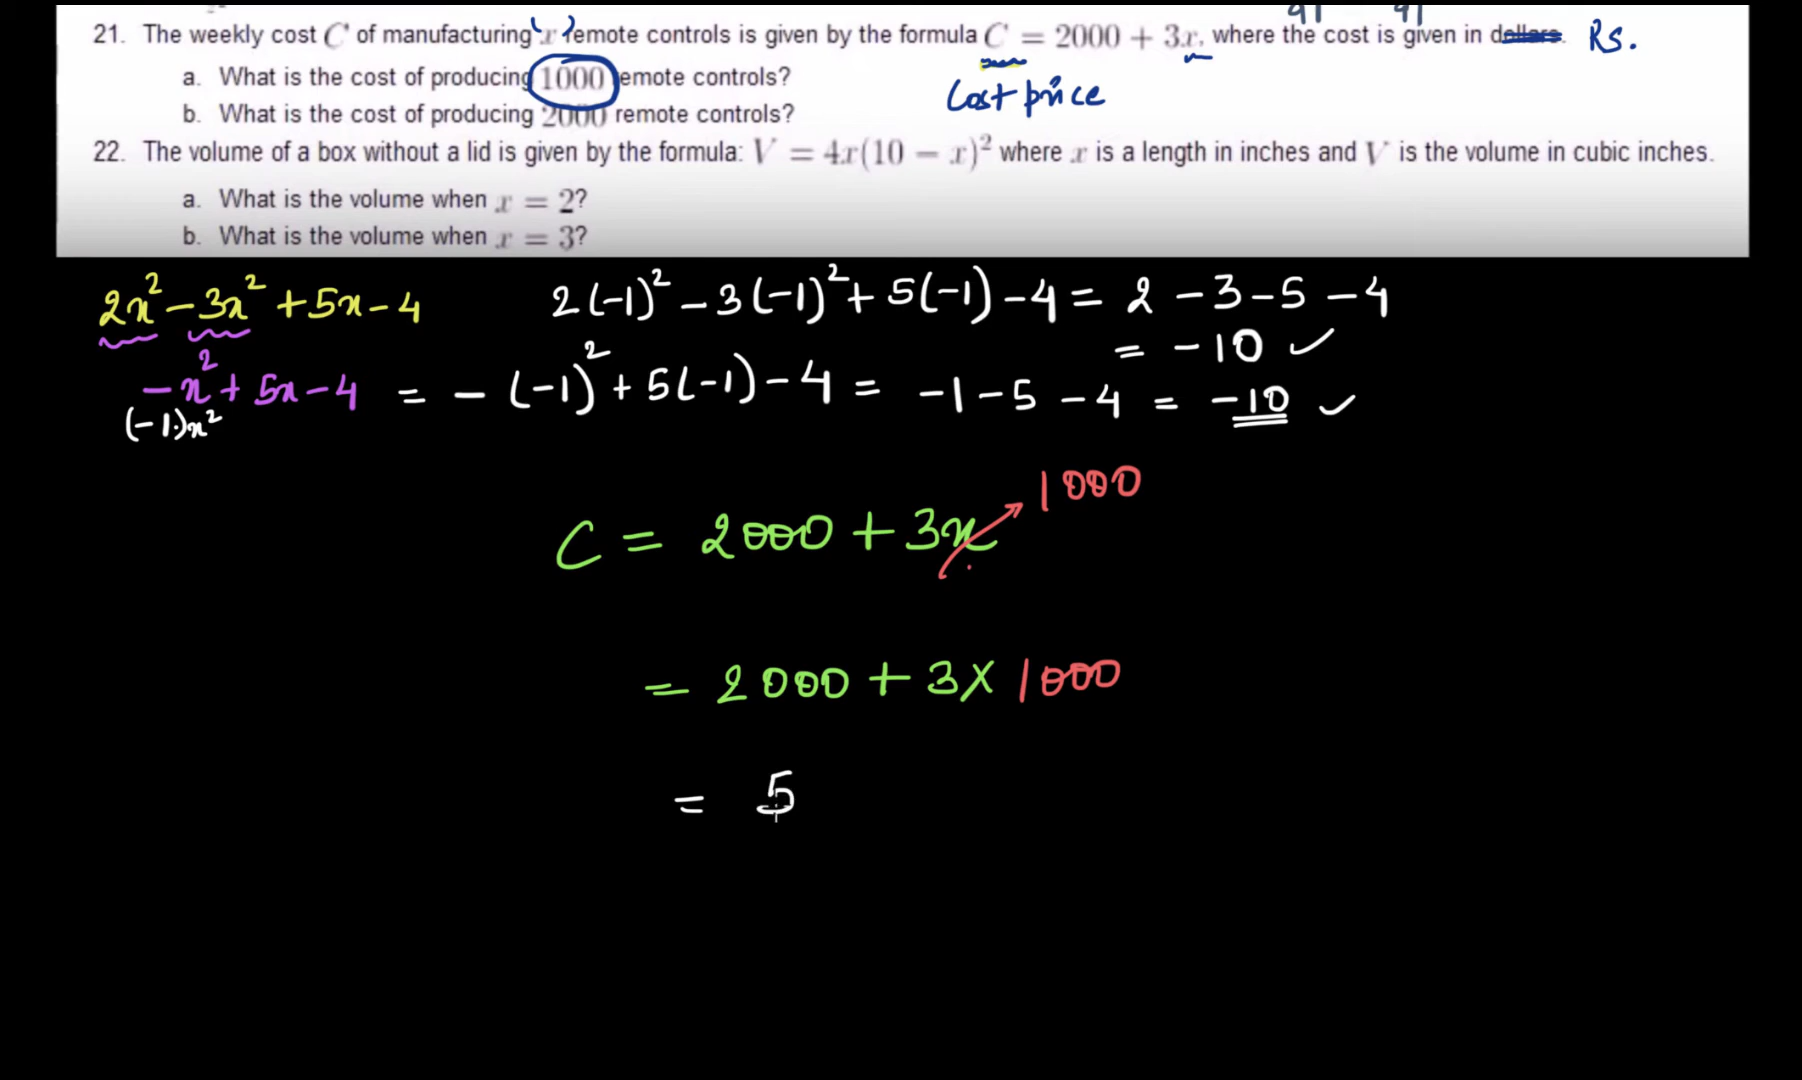 21. The weekly cost C of manufacturing 'x' remote controls is given by the formula C = 2000 + 3x, where the cost is given in dollars. Rs.
a. What is the cost of producing 1000 remote controls?
Cost price
b. What is the cost of producing 2000 remote controls?
22. The volume of a box without a lid is given by the formula: V = 4x(10 − x)² where x is a length in inches and V is the volume in cubic inches.
a. What is the volume when x = 2?
b. What is the volume when x = 3?
2x² − 3x² + 5x − 4
2(−1)² − 3(−1)² + 5(−1) − 4 = 2 − 3 − 5 − 4
= −10 ✓
−x² + 5x − 4 = −(−1)² + 5(−1) − 4 = −1 − 5 − 4 = −10 ✓
(−1)x²
1000
C = 2000 + 3x
= 2000 + 3 × 1000
= 5